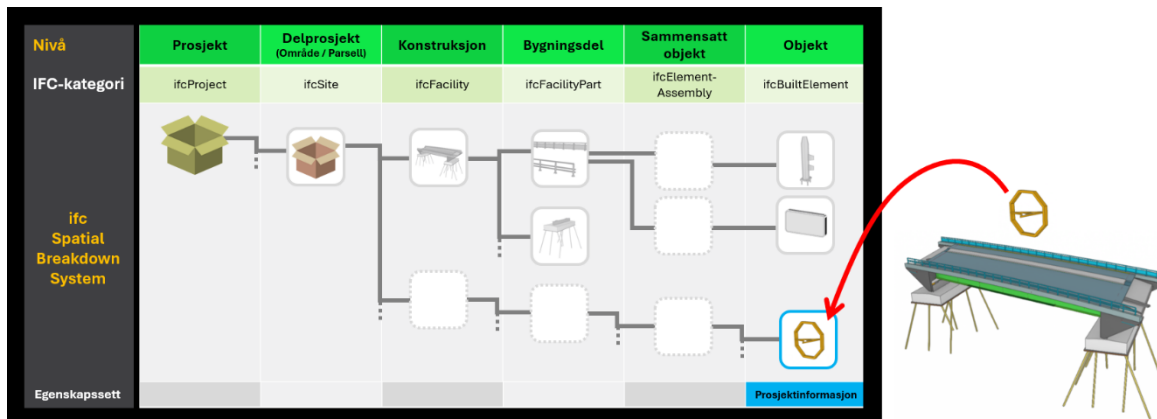 Nivå
Prosjekt
Delprosjekt
(Område / Parsell)
Konstruksjon
Bygningsdel
Sammensatt
objekt
Objekt
IFC-kategori
ifcProject
ifcSite
ifcFacility
ifcFacilityPart
ifcElement-
Assembly
ifcBuiltElement
ifc
Spatial
Breakdown
System
Egenskapssett
Prosjektinformasjon